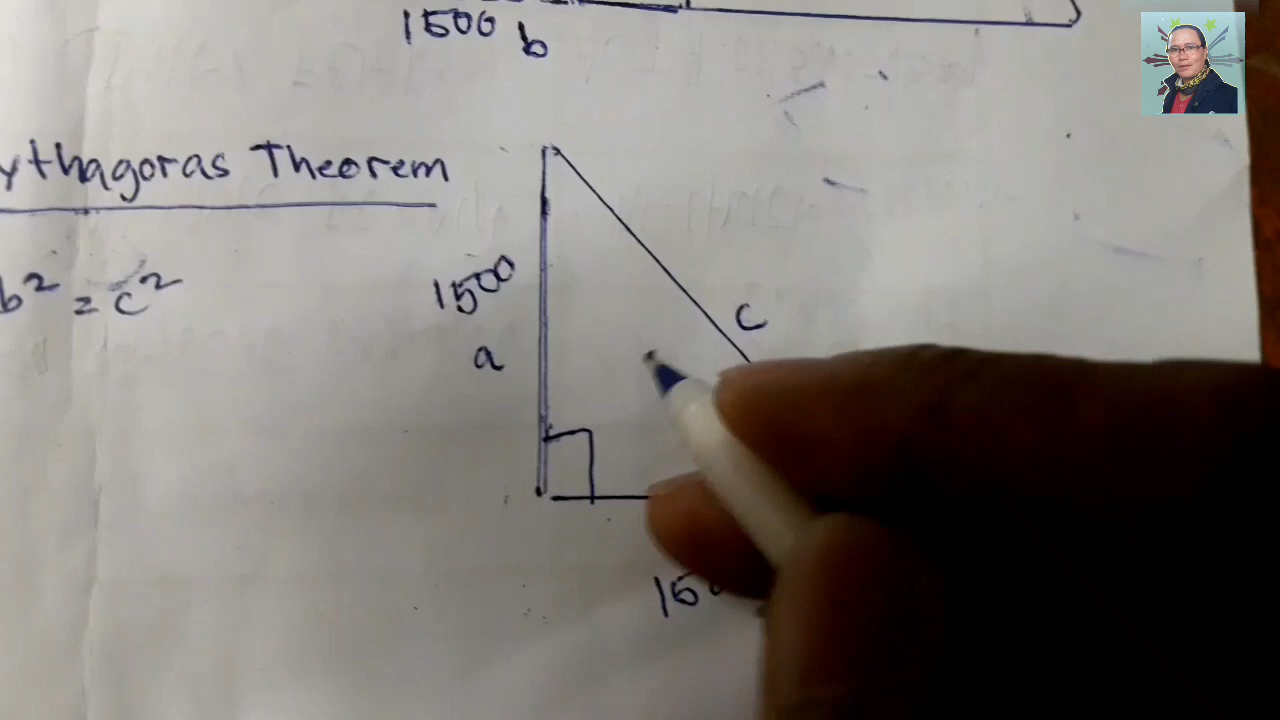 1500 b
ythagoras Theorem
b² = c²
1500
a
c